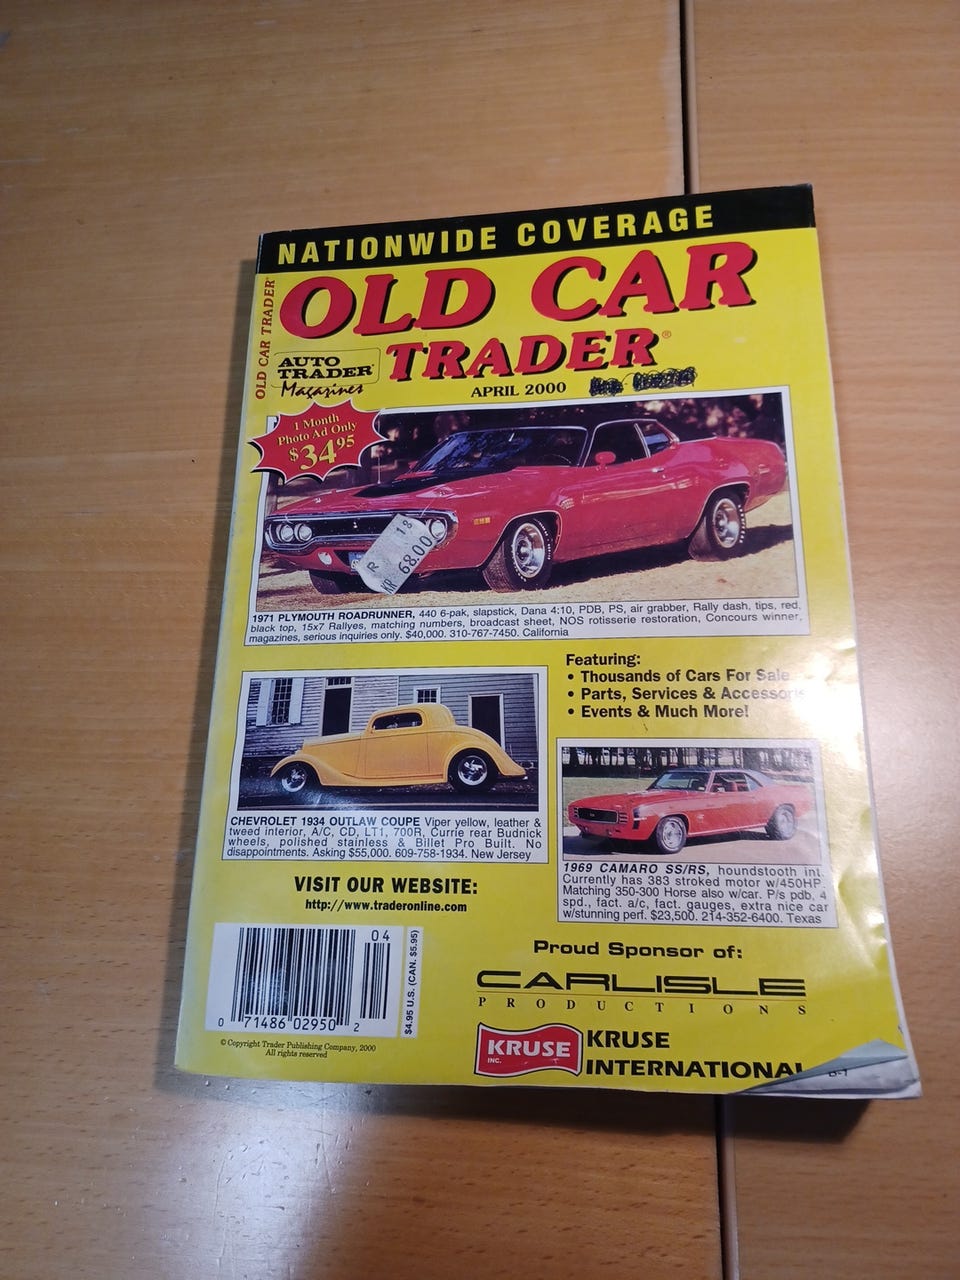 NATIONWIDE COVERAGE
OLD CAR TRADER
OLD CAR
TRADER®
AUTO
TRADER®
Magazines
APRIL 2000
1 Month
Photo Ad Only
$34.95
18
R
KR 68.00
1971 PLYMOUTH ROADRUNNER, 440 6-pak, slapstick, Dana 4:10, PDB, PS, air grabber, Rally dash, tips, red,
black top, 15x7 Rallyes, matching numbers, broadcast sheet, NOS rotisserie restoration, Concours winner,
magazines, serious inquiries only. $40,000. 310-767-7450. California
Featuring:
• Thousands of Cars For Sale
• Parts, Services & Accessories
• Events & Much More!
CHEVROLET 1934 OUTLAW COUPE Viper yellow, leather &
tweed interior, A/C, CD, LT1, 700R, Currie rear Budnick
wheels, polished stainless & Billet Pro Built. No
disappointments. Asking $55,000. 609-758-1934. New Jersey
1969 CAMARO SS/RS, houndstooth int.
Currently has 383 stroked motor w/450HP.
Matching 350-300 Horse also w/car. P/s pdb, 4
spd., fact. a/c, fact. gauges, extra nice car
w/stunning perf. $23,500. 214-352-6400. Texas
VISIT OUR WEBSITE:
http://www.traderonline.com
04
0 71486 02950 2
$4.95 U.S. (CAN. $5.95)
© Copyright Trader Publishing Company, 2000
All rights reserved
Proud Sponsor of:
CARLISLE
PRODUCTIONS
KRUSE
INC.
KRUSE
INTERNATIONAL
B-1